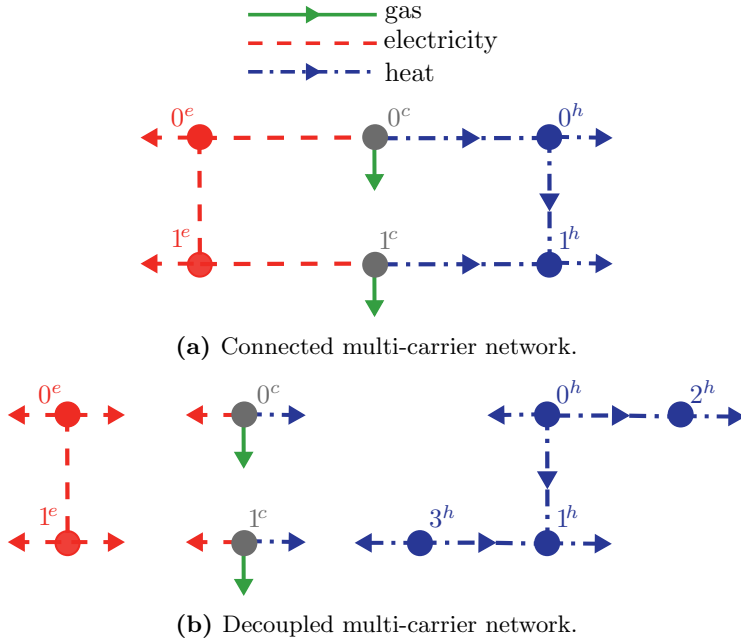 gas
electricity
heat
0^e 0^c 0^h
1^e 1^c 1^h
(a) Connected multi-carrier network.
0^e 0^c 0^h 2^h
1^e 1^c 3^h 1^h
(b) Decoupled multi-carrier network.